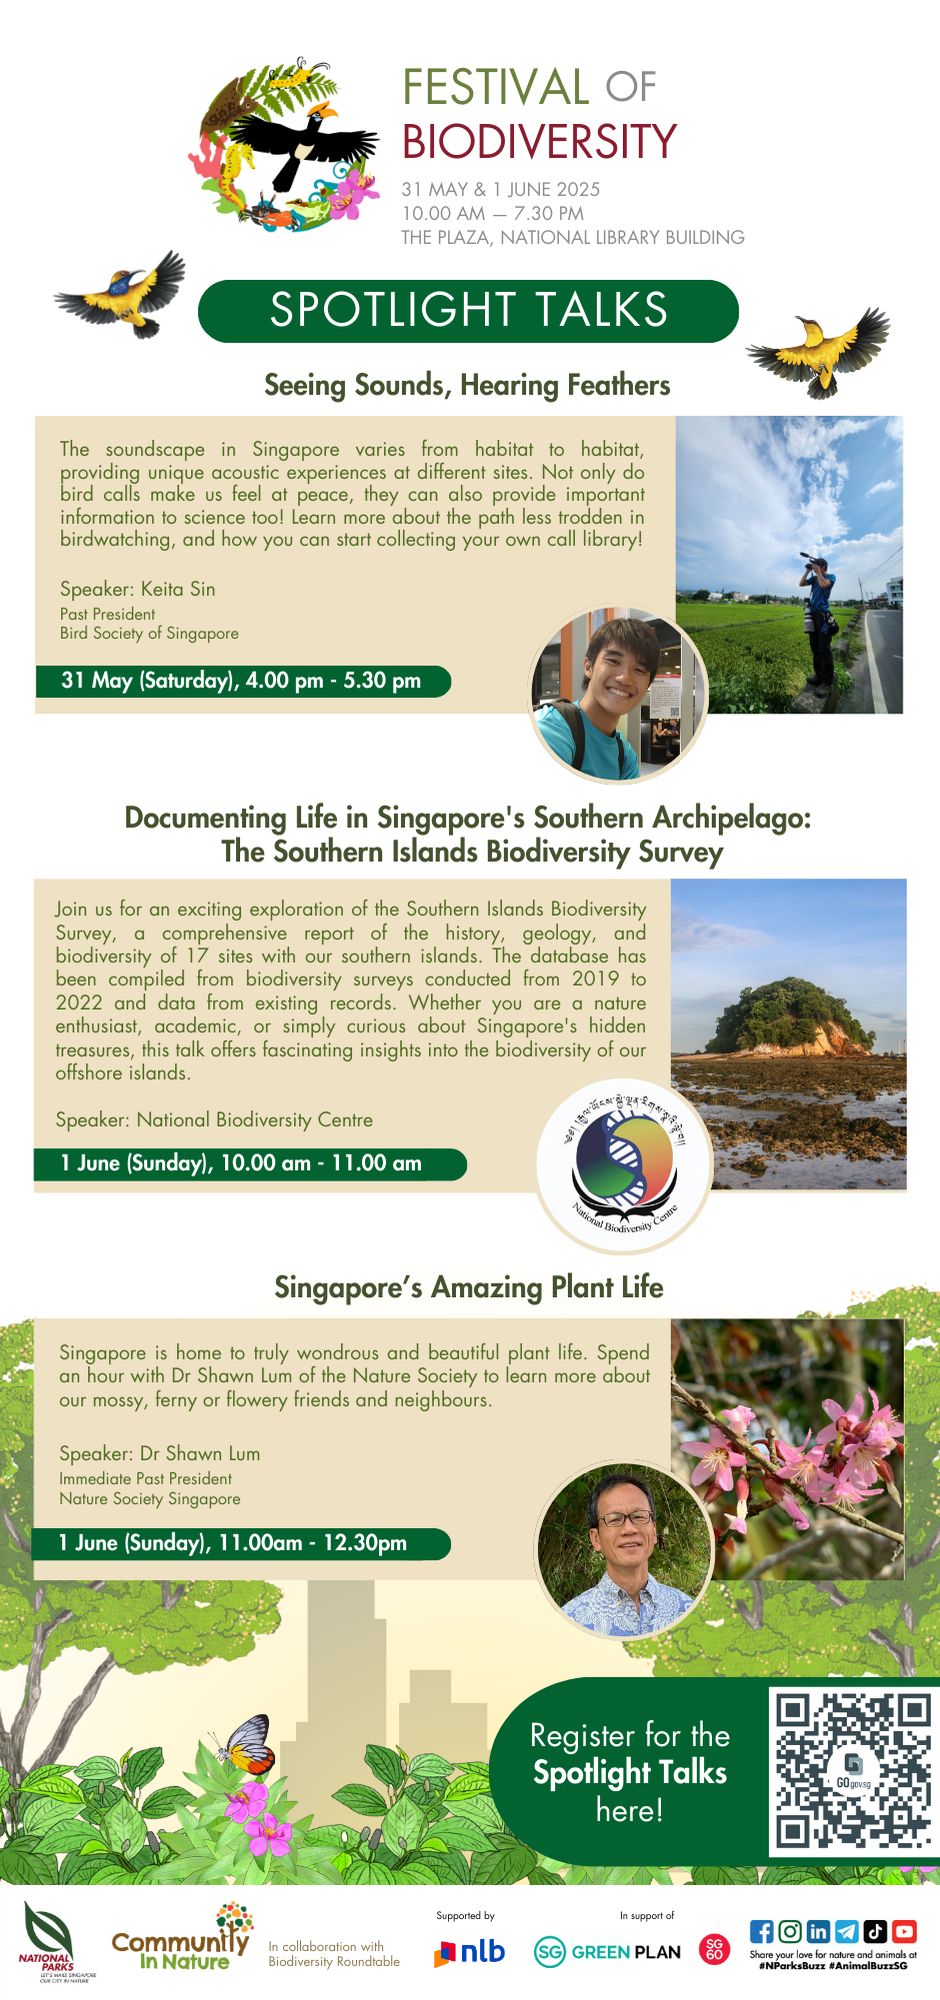 FESTIVAL OF
BIODIVERSITY
31 MAY & 1 JUNE 2025
10.00 AM — 7.30 PM
THE PLAZA, NATIONAL LIBRARY BUILDING
SPOTLIGHT TALKS
Seeing Sounds, Hearing Feathers
The soundscape in Singapore varies from habitat to habitat,
providing unique acoustic experiences at different sites. Not only do
bird calls make us feel at peace, they can also provide important
information to science too! Learn more about the path less trodden in
birdwatching, and how you can start collecting your own call library!
Speaker: Keita Sin
Past President
Bird Society of Singapore
31 May (Saturday), 4.00 pm - 5.30 pm
Documenting Life in Singapore's Southern Archipelago:
The Southern Islands Biodiversity Survey
Join us for an exciting exploration of the Southern Islands Biodiversity
Survey, a comprehensive report of the history, geology, and
biodiversity of 17 sites with our southern islands. The database has
been compiled from biodiversity surveys conducted from 2019 to
2022 and data from existing records. Whether you are a nature
enthusiast, academic, or simply curious about Singapore's hidden
treasures, this talk offers fascinating insights into the biodiversity of our
offshore islands.
Speaker: National Biodiversity Centre
1 June (Sunday), 10.00 am - 11.00 am
National Biodiversity Centre
Singapore’s Amazing Plant Life
Singapore is home to truly wondrous and beautiful plant life. Spend
an hour with Dr Shawn Lum of the Nature Society to learn more about
our mossy, ferny or flowery friends and neighbours.
Speaker: Dr Shawn Lum
Immediate Past President
Nature Society Singapore
1 June (Sunday), 11.00am - 12.30pm
Register for the
Spotlight Talks
here!
GO gov.sg
NATIONAL
PARKS
LET'S MAKE SINGAPORE
OUR CITY IN NATURE
Community
In Nature
In collaboration with
Biodiversity Roundtable
Supported by
nlb
In support of
SG GREEN PLAN
SG
60
Share your love for nature and animals at
#NParksBuzz #AnimalBuzzSG